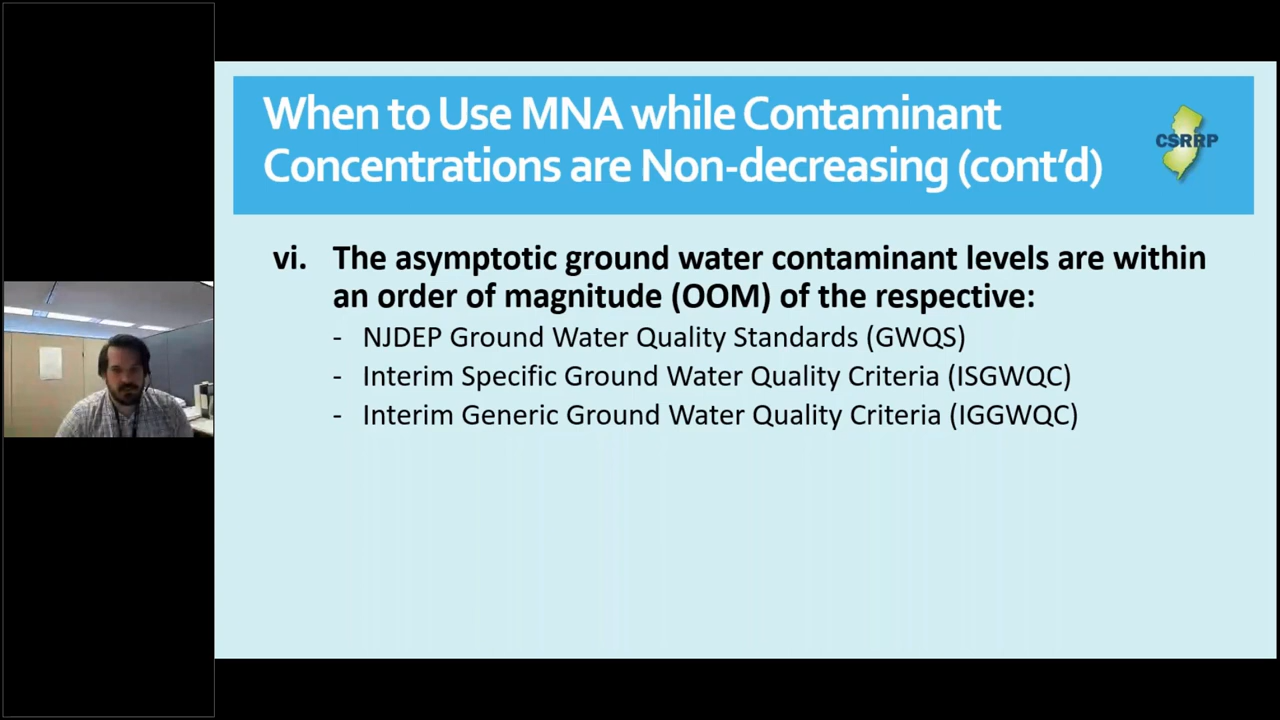 When to Use MNA while Contaminant
Concentrations are Non-decreasing (cont’d)
CSRRP
vi. The asymptotic ground water contaminant levels are within
an order of magnitude (OOM) of the respective:
- NJDEP Ground Water Quality Standards (GWQS)
- Interim Specific Ground Water Quality Criteria (ISGWQC)
- Interim Generic Ground Water Quality Criteria (IGGWQC)